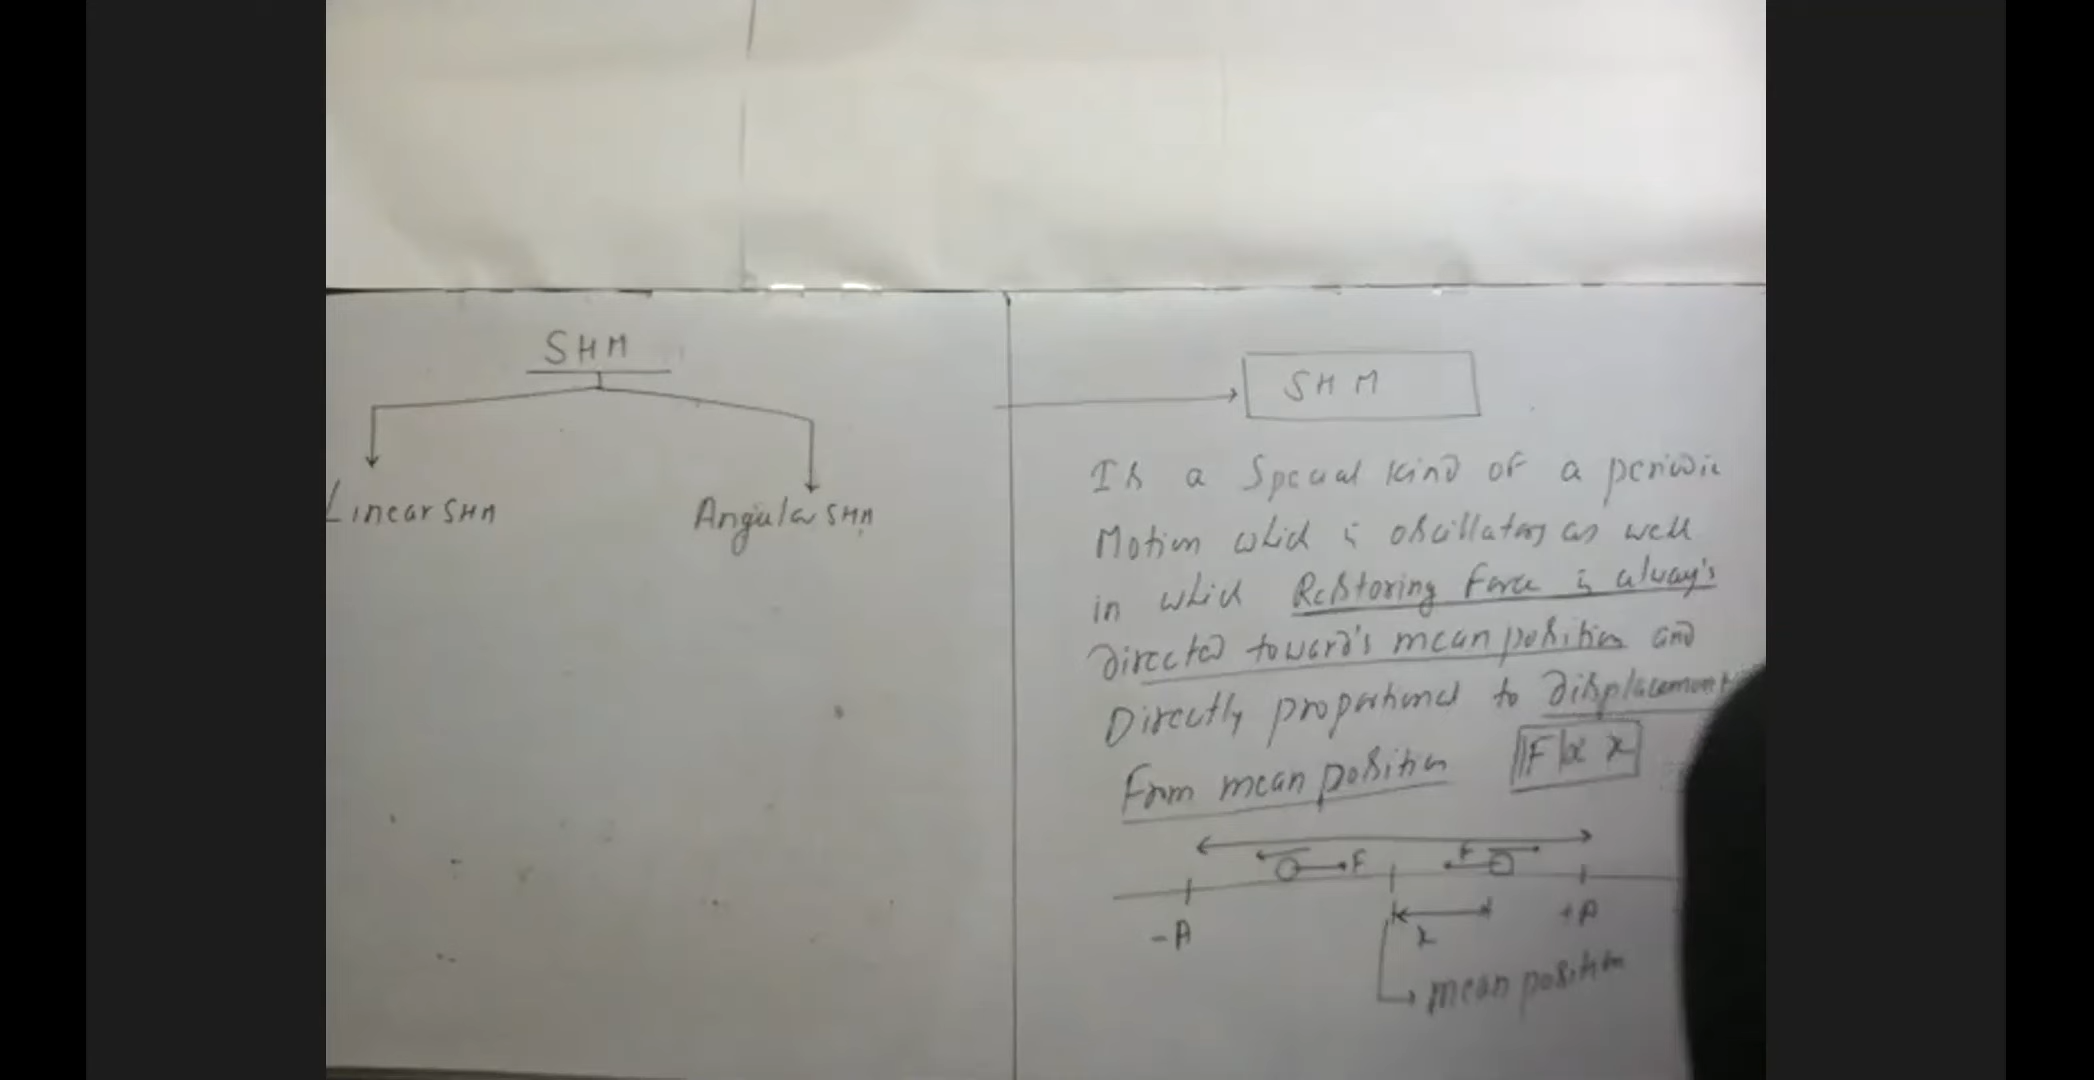 SHM
Linear SHM
Angular SHM
SHM
Is a special kind of a periodic
Motion which is oscillatory as well
in which Restoring Force is alway's
directed toward's mean position and
Directly proportional to displacement
From mean position |F| α x
F F
-A x +A
mean position